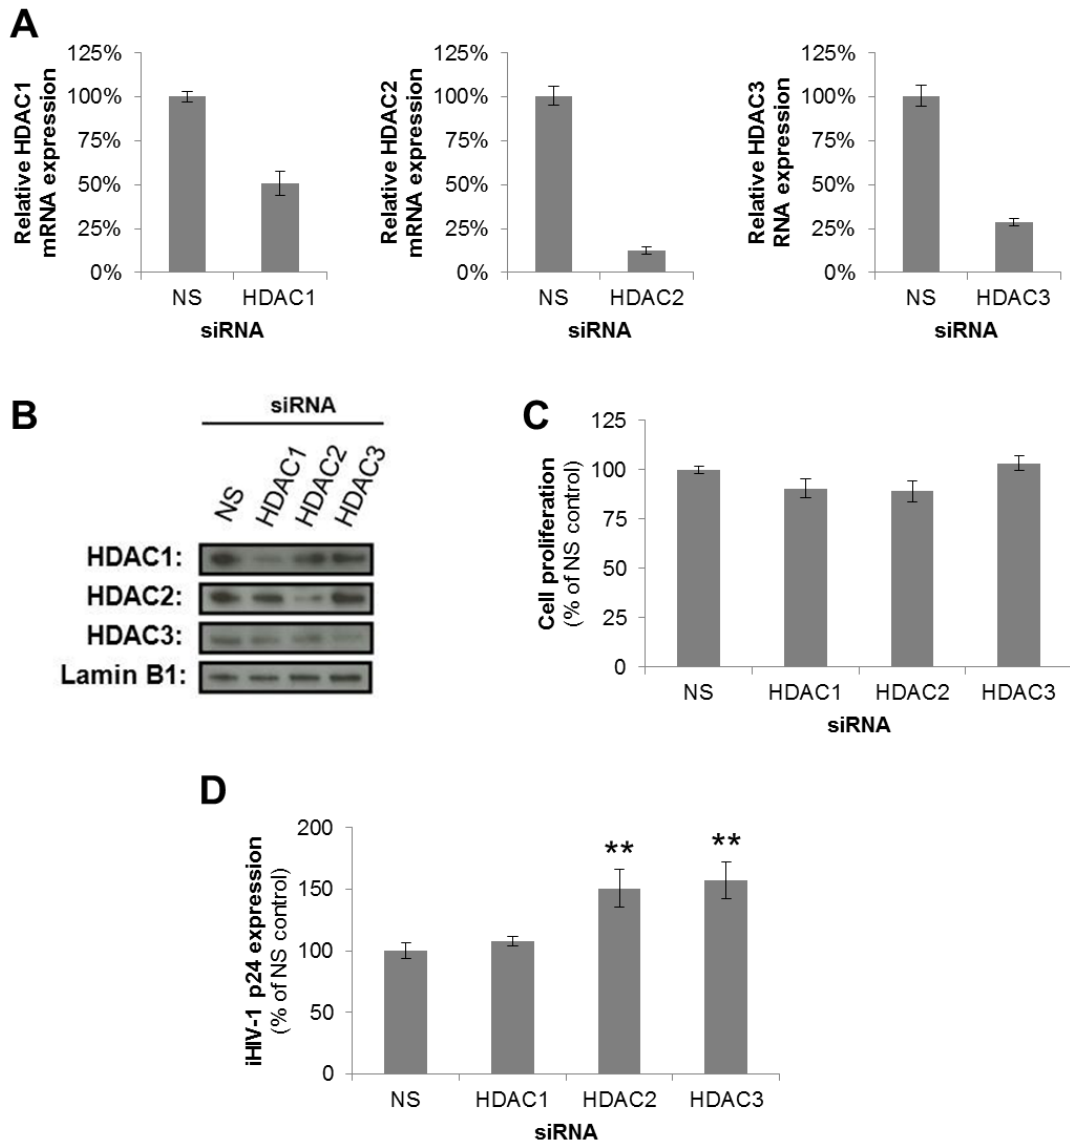 A
Relative HDAC1
mRNA expression
125%
100%
75%
50%
25%
0%
NS HDAC1
siRNA
Relative HDAC2
mRNA expression
125%
100%
75%
50%
25%
0%
NS HDAC2
siRNA
Relative HDAC3
RNA expression
125%
100%
75%
50%
25%
0%
NS HDAC3
siRNA
B
siRNA
NS HDAC1 HDAC2 HDAC3
HDAC1:
HDAC2:
HDAC3:
Lamin B1:
C
Cell proliferation
(% of NS control)
125
100
75
50
25
0
NS HDAC1 HDAC2 HDAC3
siRNA
D
iHIV-1 p24 expression
(% of NS control)
200
150
100
50
0
** **
NS HDAC1 HDAC2 HDAC3
siRNA